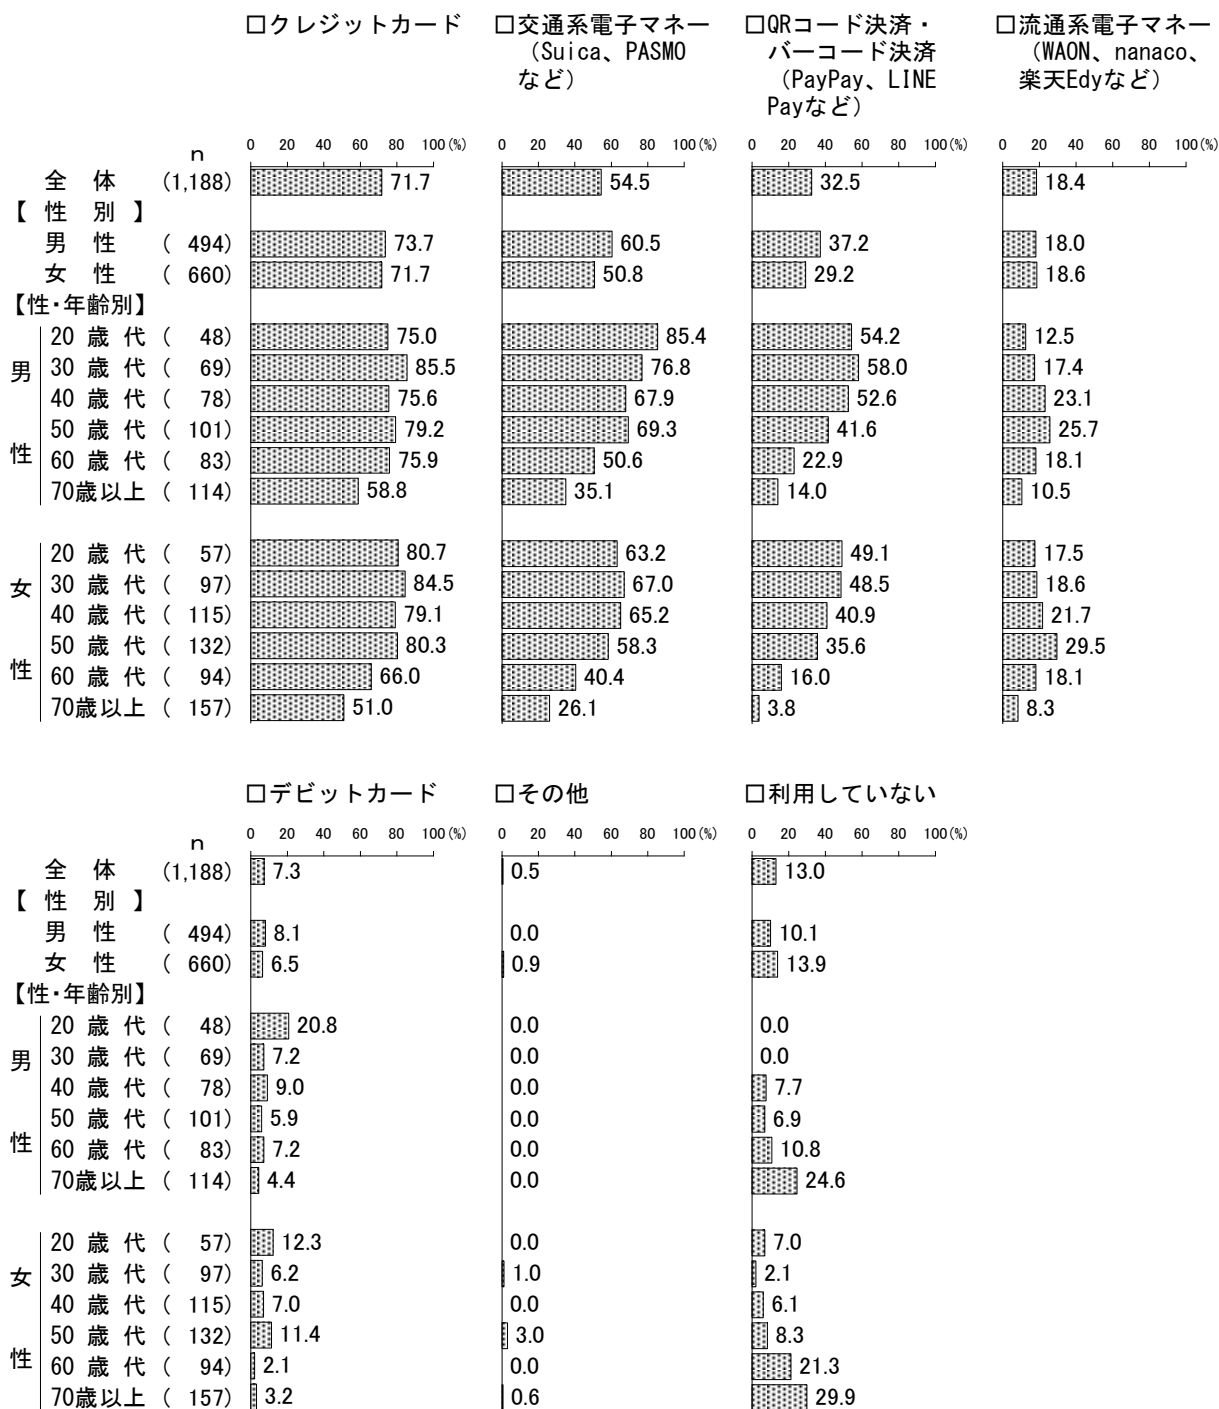 □クレジットカード □交通系電子マネー □QRコード決済・ □流通系電子マネー
（Suica、PASMO バーコード決済 （WAON、nanaco、
など） （PayPay、LINE 楽天Edyなど）
Payなど）
0 20 40 60 80 100(%) 0 20 40 60 80 100(%) 0 20 40 60 80 100(%) 0 20 40 60 80 100(%)
n
全 体 (1,188) 71.7 54.5 32.5 18.4
【 性 別 】
男 性 ( 494) 73.7 60.5 37.2 18.0
女 性 ( 660) 71.7 50.8 29.2 18.6
【性・年齢別】
20 歳 代 ( 48) 75.0 85.4 54.2 12.5
男 30 歳 代 ( 69) 85.5 76.8 58.0 17.4
40 歳 代 ( 78) 75.6 67.9 52.6 23.1
50 歳 代 ( 101) 79.2 69.3 41.6 25.7
性 60 歳 代 ( 83) 75.9 50.6 22.9 18.1
70歳以上 ( 114) 58.8 35.1 14.0 10.5
20 歳 代 ( 57) 80.7 63.2 49.1 17.5
女 30 歳 代 ( 97) 84.5 67.0 48.5 18.6
40 歳 代 ( 115) 79.1 65.2 40.9 21.7
50 歳 代 ( 132) 80.3 58.3 35.6 29.5
性 60 歳 代 ( 94) 66.0 40.4 16.0 18.1
70歳以上 ( 157) 51.0 26.1 3.8 8.3
□デビットカード □その他 □利用していない
0 20 40 60 80 100(%) 0 20 40 60 80 100(%) 0 20 40 60 80 100(%)
n
全 体 (1,188) 7.3 0.5 13.0
【 性 別 】
男 性 ( 494) 8.1 0.0 10.1
女 性 ( 660) 6.5 0.9 13.9
【性・年齢別】
20 歳 代 ( 48) 20.8 0.0 0.0
男 30 歳 代 ( 69) 7.2 0.0 0.0
40 歳 代 ( 78) 9.0 0.0 7.7
50 歳 代 ( 101) 5.9 0.0 6.9
性 60 歳 代 ( 83) 7.2 0.0 10.8
70歳以上 ( 114) 4.4 0.0 24.6
20 歳 代 ( 57) 12.3 0.0 7.0
女 30 歳 代 ( 97) 6.2 1.0 2.1
40 歳 代 ( 115) 7.0 0.0 6.1
50 歳 代 ( 132) 11.4 3.0 8.3
性 60 歳 代 ( 94) 2.1 0.0 21.3
70歳以上 ( 157) 3.2 0.6 29.9